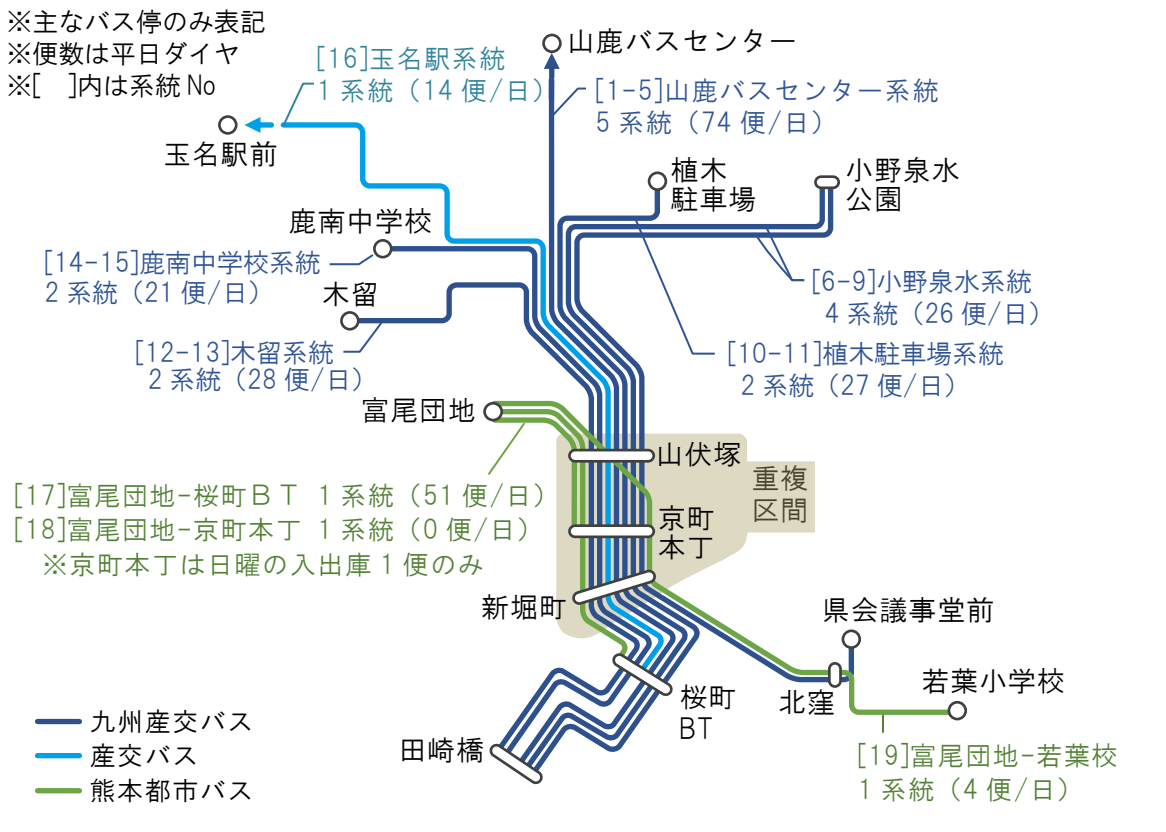 ※主なバス停のみ表記
※便数は平日ダイヤ
※[　]内は系統No
山鹿バスセンター
[16]玉名駅系統
1系統（14便/日）
[1-5]山鹿バスセンター系統
5系統（74便/日）
玉名駅前
植木
駐車場
小野泉水
公園
鹿南中学校
[14-15]鹿南中学校系統
2系統（21便/日）
木留
[6-9]小野泉水系統
4系統（26便/日）
[12-13]木留系統
2系統（28便/日）
[10-11]植木駐車場系統
2系統（27便/日）
富尾団地
山伏塚
重複
区間
[17]富尾団地-桜町ＢＴ 1系統（51便/日）
[18]富尾団地-京町本丁 1系統（0便/日）
※京町本丁は日曜の入出庫1便のみ
京町
本丁
新堀町
県会議事堂前
北窪
若葉小学校
桜町
BT
田崎橋
[19]富尾団地-若葉校
1系統（4便/日）
九州産交バス
産交バス
熊本都市バス